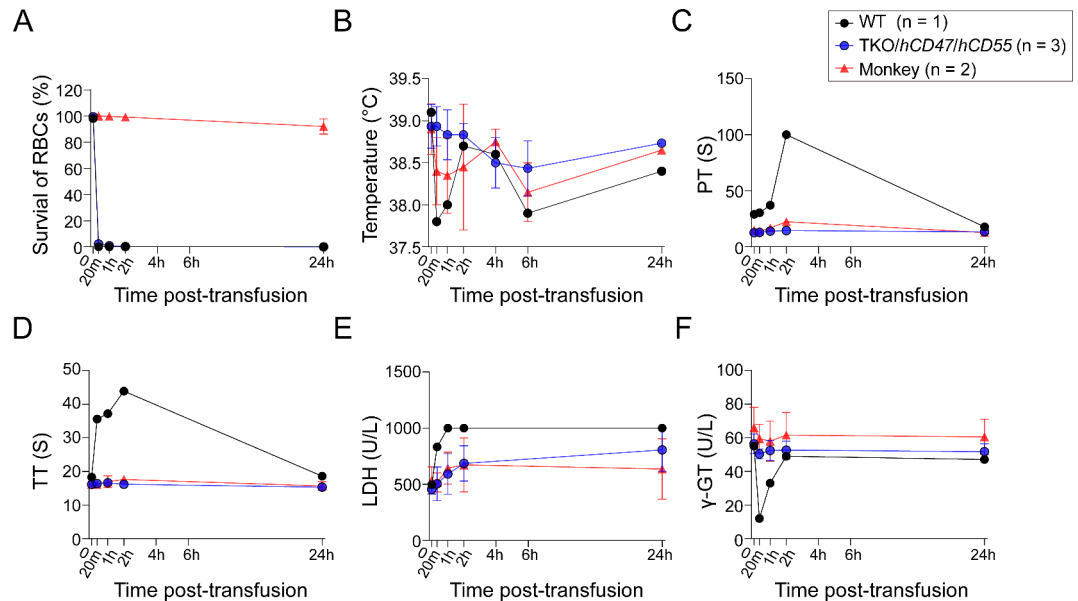 A
B
C
WT (n = 1)
TKO/hCD47/hCD55 (n = 3)
Monkey (n = 2)
Survial of RBCs (%)
120
100
80
60
40
20
0
0
20m
1h
2h
4h
6h
24h
Time post-transfusion
Temperature (°C)
39.5
39.0
38.5
38.0
37.5
0
20m
1h
2h
4h
6h
24h
Time post-transfusion
PT (S)
150
100
50
0
0
20m
1h
2h
4h
6h
24h
Time post-transfusion
D
E
F
TT (S)
50
40
30
20
10
0
0
20m
1h
2h
4h
6h
24h
Time post-transfusion
LDH (U/L)
1500
1000
500
0
0
20m
1h
2h
4h
6h
24h
Time post-transfusion
γ-GT (U/L)
100
80
60
40
20
0
0
20m
1h
2h
4h
6h
24h
Time post-transfusion